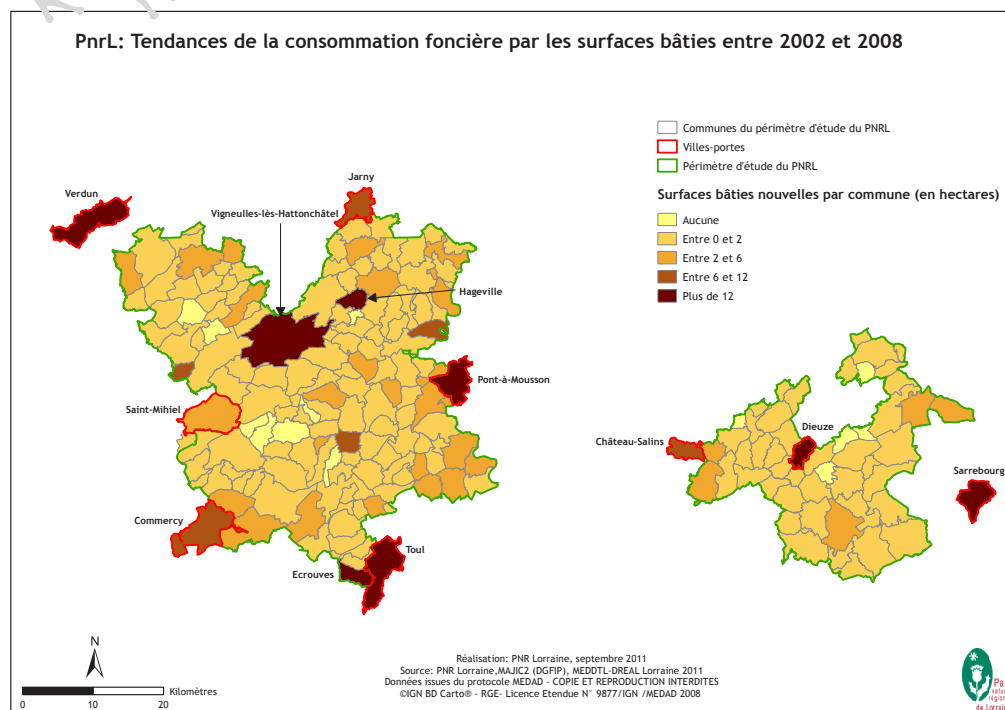 PnrL: Tendances de la consommation foncière par les surfaces bâties entre 2002 et 2008
Communes du périmètre d'étude du PNRL
Villes-portes
Périmètre d'étude du PNRL
Surfaces bâties nouvelles par commune (en hectares)
Aucune
Entre 0 et 2
Entre 2 et 6
Entre 6 et 12
Plus de 12
Verdun
Jarny
Vigneulles-lès-Hattonchâtel
Hageville
Pont-à-Mousson
Saint-Mihiel
Commercy
Toul
Ecrouves
Château-Salins
Dieuze
Sarrebourg
N
Kilomètres
0 10 20
Réalisation: PNR Lorraine, septembre 2011
Source: PNR Lorraine,MAJIC2 (DGFIP), MEDDTL-DREAL Lorraine 2011
Données issues du protocole MEDAD - COPIE ET REPRODUCTION INTERDITES
©IGN BD Carto® - RGE- Licence Etendue N° 9877/IGN /MEDAD 2008
Pa
natu
région
de Lorrain